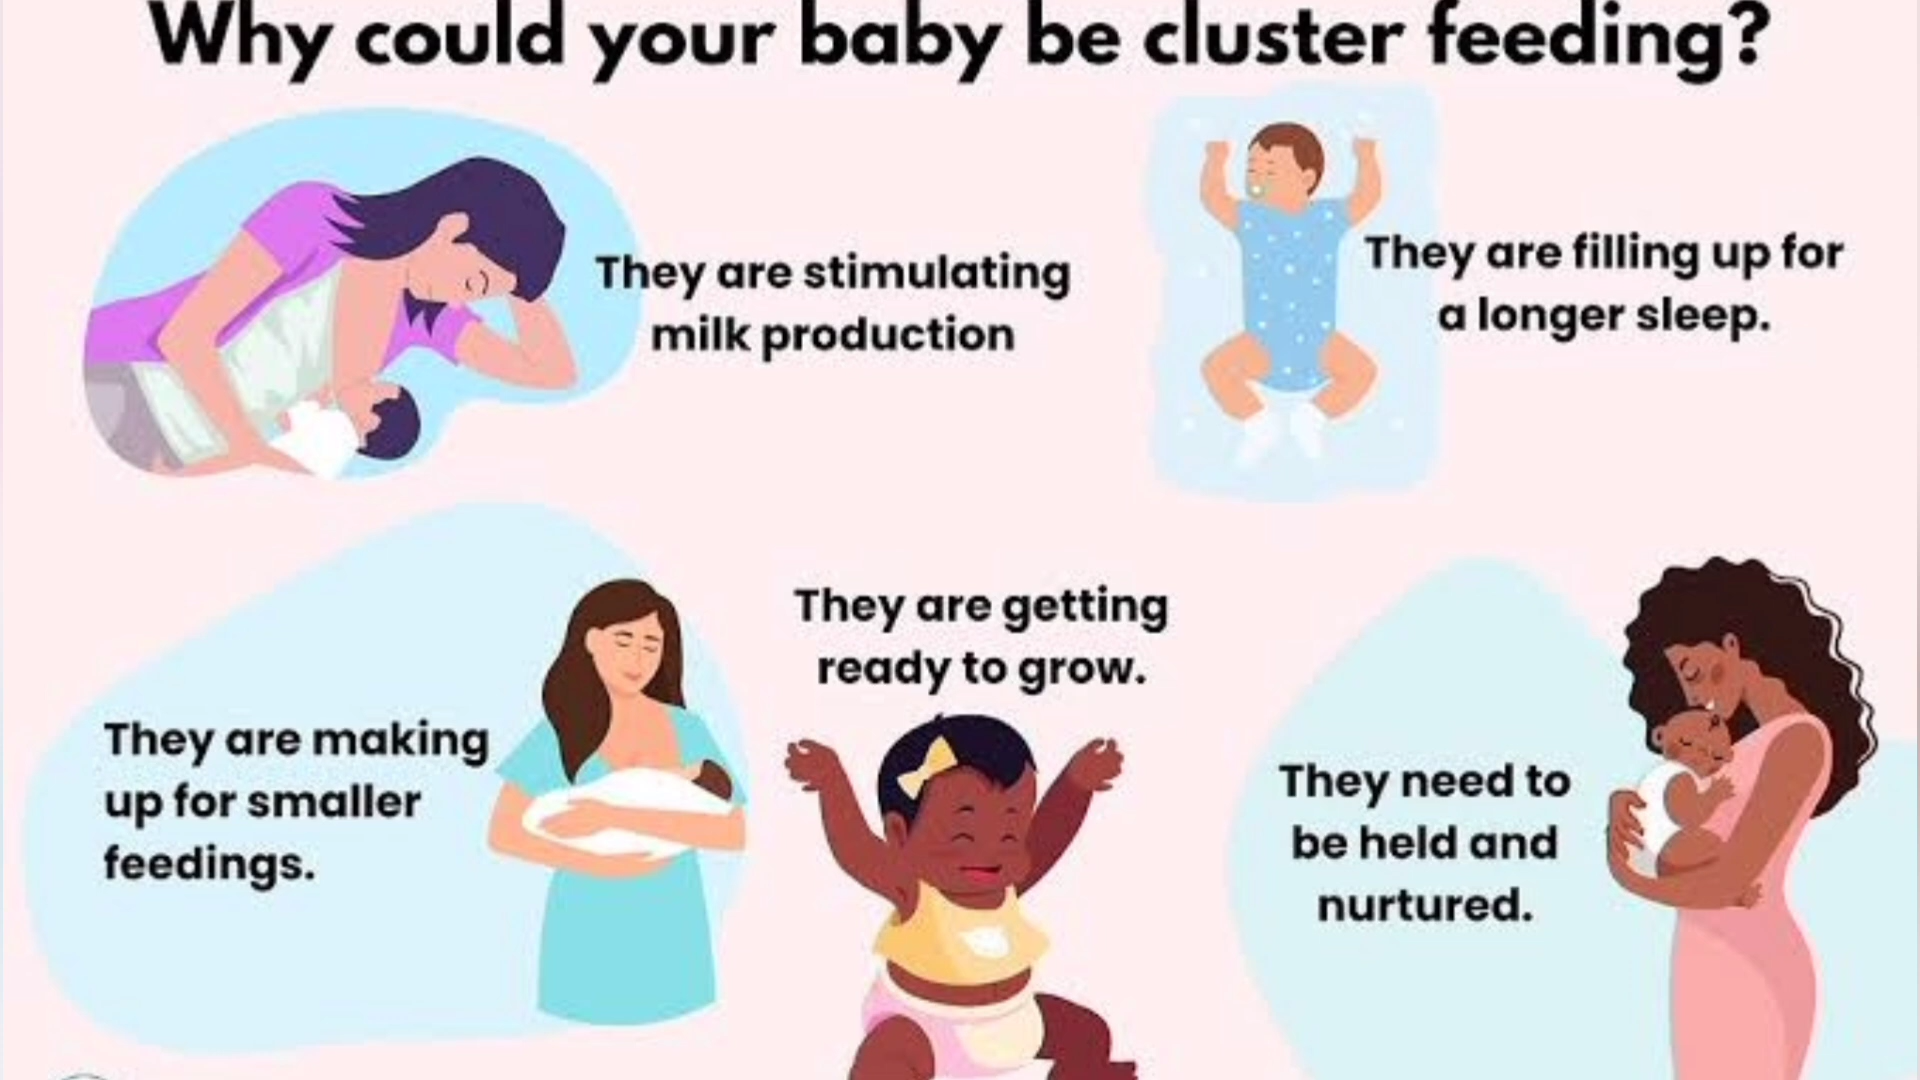 Why could your baby be cluster feeding?
They are stimulating
milk production
They are filling up for
a longer sleep.
They are making
up for smaller
feedings.
They are getting
ready to grow.
They need to
be held and
nurtured.